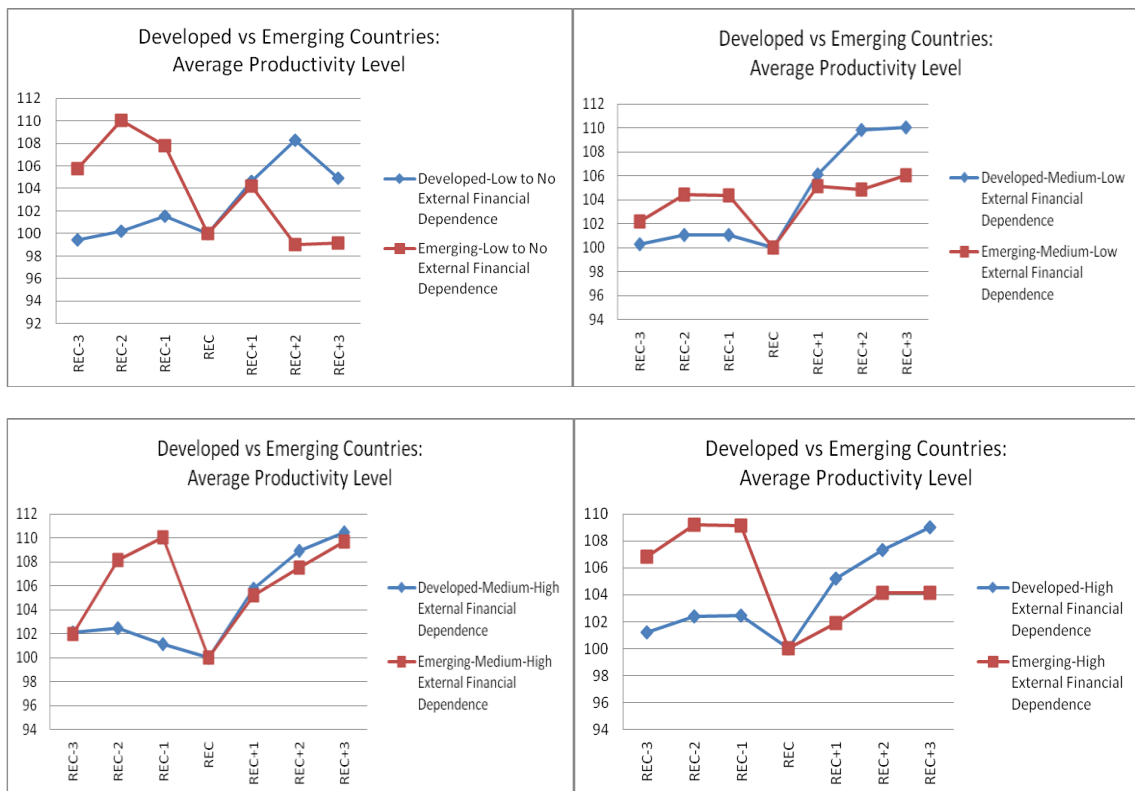 Developed vs Emerging Countries:
Average Productivity Level
112
110
108
106
104
102
100
98
96
94
92
REC-3
REC-2
REC-1
REC
REC+1
REC+2
REC+3
Developed-Low to No
External Financial
Dependence
Emerging-Low to No
External Financial
Dependence
Developed vs Emerging Countries:
Average Productivity Level
112
110
108
106
104
102
100
98
96
94
REC-3
REC-2
REC-1
REC
REC+1
REC+2
REC+3
Developed-Medium-Low
External Financial
Dependence
Emerging-Medium-Low
External Financial
Dependence
Developed vs Emerging Countries:
Average Productivity Level
112
110
108
106
104
102
100
98
96
94
REC-3
REC-2
REC-1
REC
REC+1
REC+2
REC+3
Developed-Medium-High
External Financial
Dependence
Emerging-Medium-High
External Financial
Dependence
Developed vs Emerging Countries:
Average Productivity Level
110
108
106
104
102
100
98
96
94
REC-3
REC-2
REC-1
REC
REC+1
REC+2
REC+3
Developed-High
External Financial
Dependence
Emerging-High
External Financial
Dependence